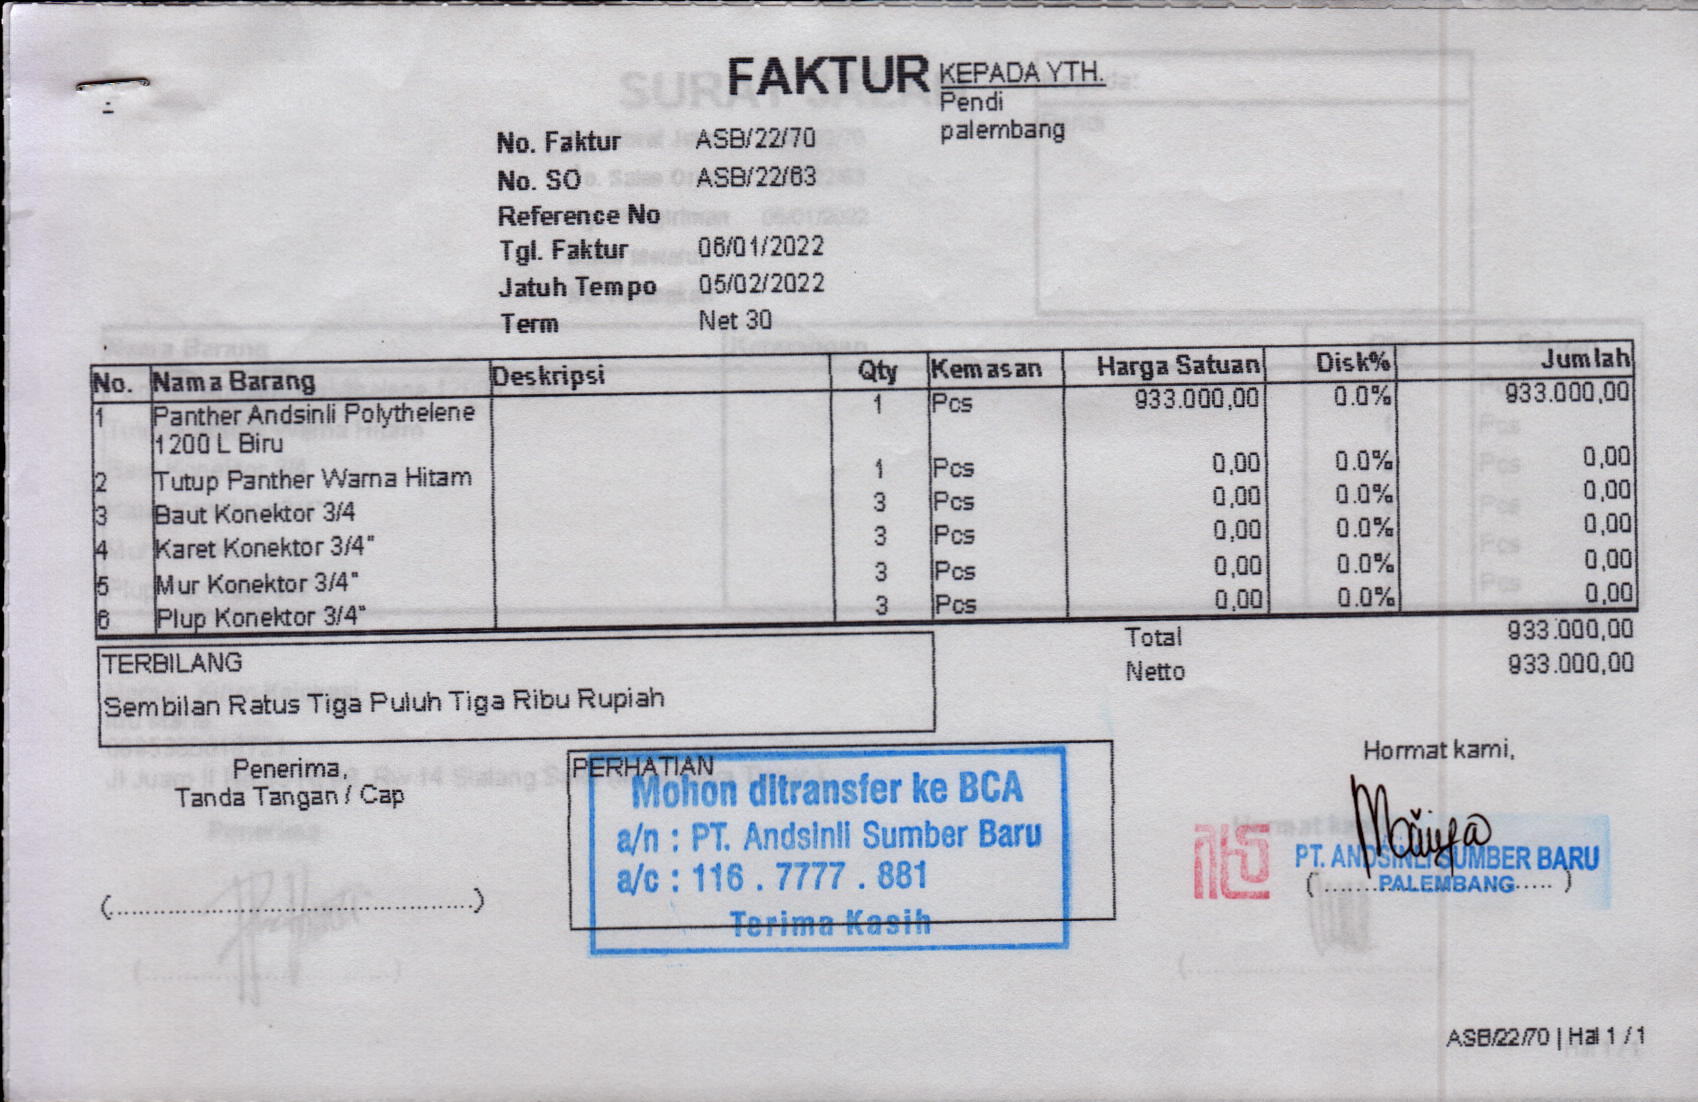 FAKTUR
KEPADA YTH.
Pendi
palembang
No. Faktur ASB/22/70
No. SO ASB/22/63
Reference No
Tgl. Faktur 06/01/2022
Jatuh Tempo 05/02/2022
Term Net 30
No. Nama Barang Deskripsi Qty Kemasan Harga Satuan Disk% Jumlah
1 Panther Andsinli Polythelene 1 Pcs 933.000,00 0.0% 933.000,00
1200 L Biru
2 Tutup Panther Warna Hitam 1 Pcs 0,00 0.0% 0,00
3 Baut Konektor 3/4 3 Pcs 0,00 0.0% 0,00
4 Karet Konektor 3/4" 3 Pcs 0,00 0.0% 0,00
5 Mur Konektor 3/4" 3 Pcs 0,00 0.0% 0,00
6 Plup Konektor 3/4" 3 Pcs 0,00 0.0% 0,00
Total 933.000,00
Netto 933.000,00
TERBILANG
Sembilan Ratus Tiga Puluh Tiga Ribu Rupiah
Penerima,
Tanda Tangan / Cap
(................................................)
PERHATIAN
Mohon ditransfer ke BCA
a/n : PT. Andsinli Sumber Baru
a/c : 116 . 7777 . 881
Terima Kasih
Hormat kami,
PT. ANDSINLI SUMBER BARU
PALEMBANG
ASB/22/70 | Hal 1 / 1